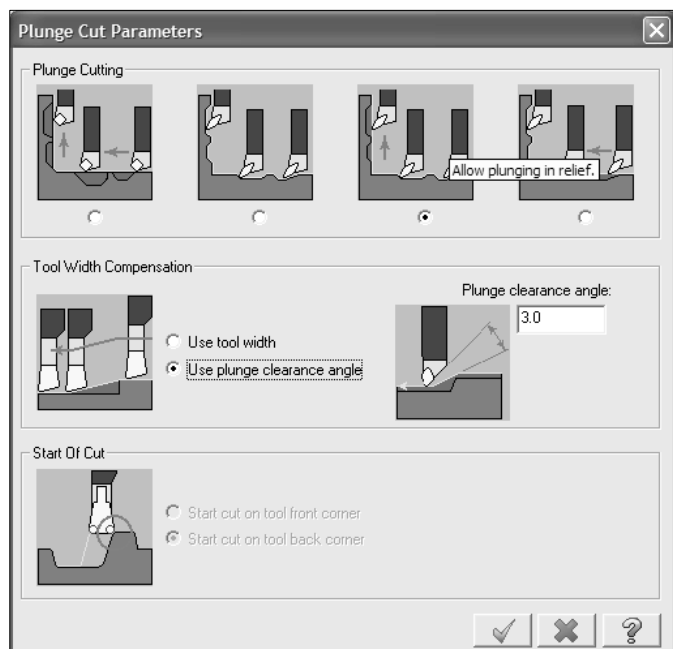 Plunge Cut Parameters
Plunge Cutting
Allow plunging in relief.
Tool Width Compensation
Plunge clearance angle:
3.0
Use tool width
Use plunge clearance angle
Start Of Cut
Start cut on tool front corner
Start cut on tool back corner